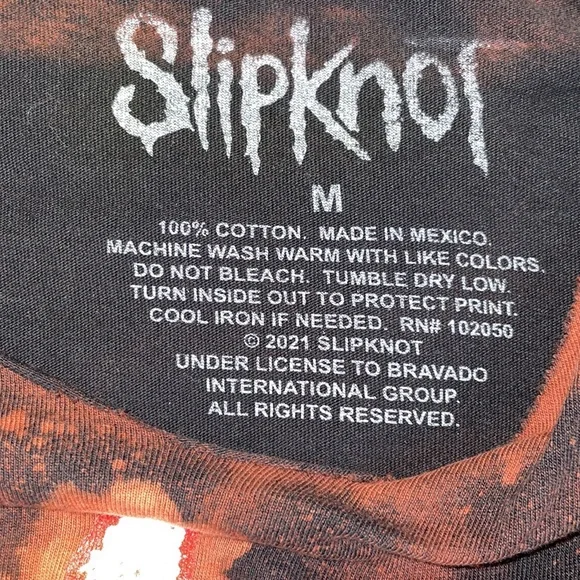 Slipknot
M
100% COTTON. MADE IN MEXICO.
MACHINE WASH WARM WITH LIKE COLORS.
DO NOT BLEACH. TUMBLE DRY LOW.
TURN INSIDE OUT TO PROTECT PRINT.
COOL IRON IF NEEDED. RN# 102050
© 2021 SLIPKNOT
UNDER LICENSE TO BRAVADO
INTERNATIONAL GROUP.
ALL RIGHTS RESERVED.